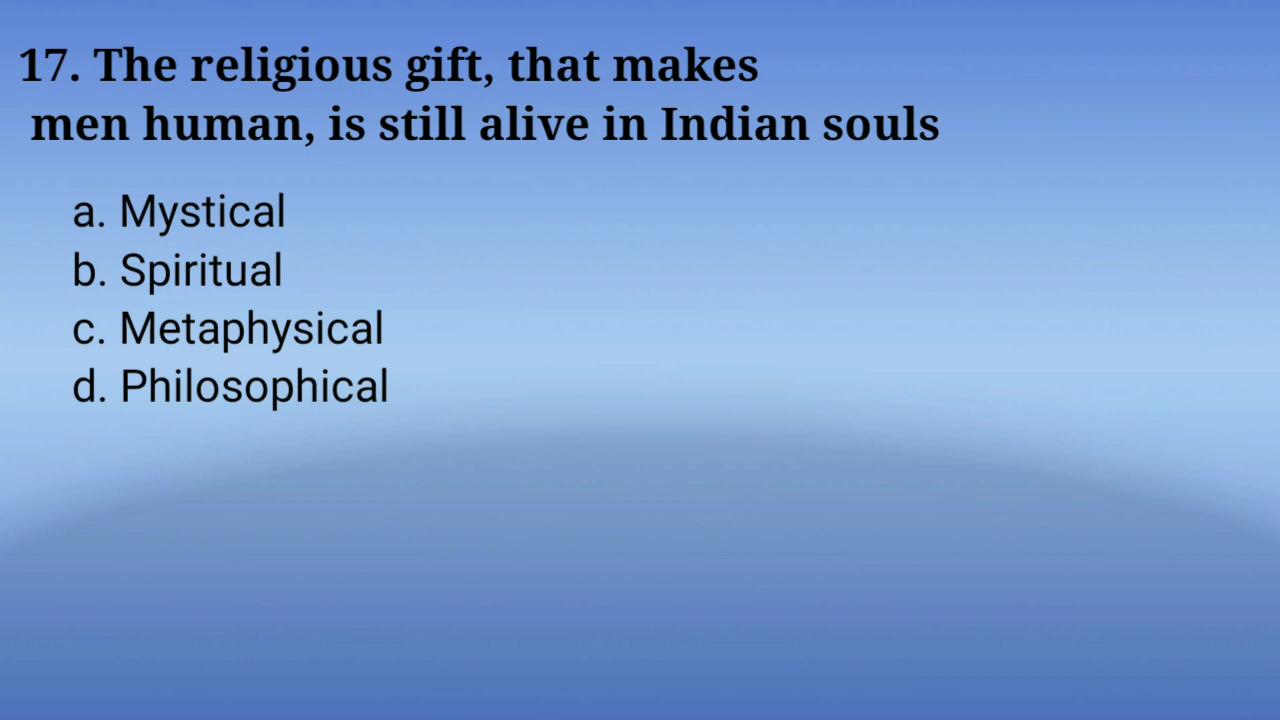 17. The religious gift, that makes
men human, is still alive in Indian souls
a. Mystical
b. Spiritual
c. Metaphysical
d. Philosophical